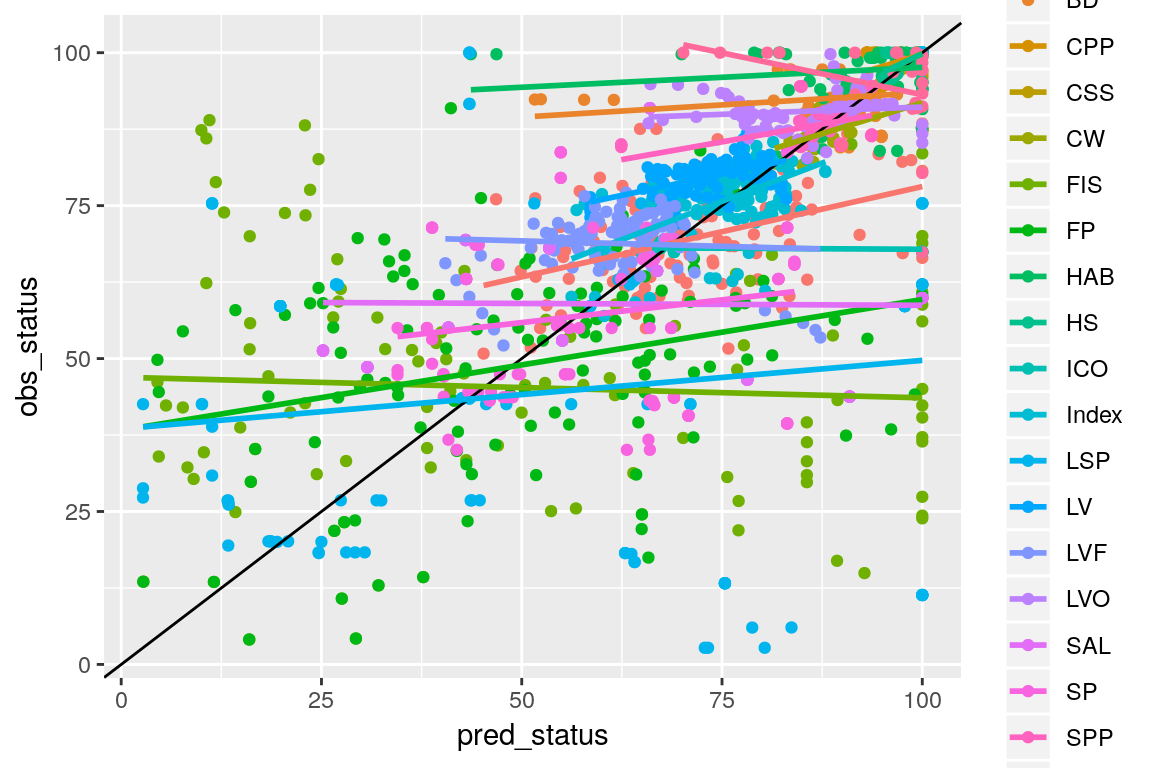 BD
100
75
50
25
0
obs_status
0 25 50 75 100
pred_status
CPP
CSS
CW
FIS
FP
HAB
HS
ICO
Index
LSP
LV
LVF
LVO
SAL
SP
SPP